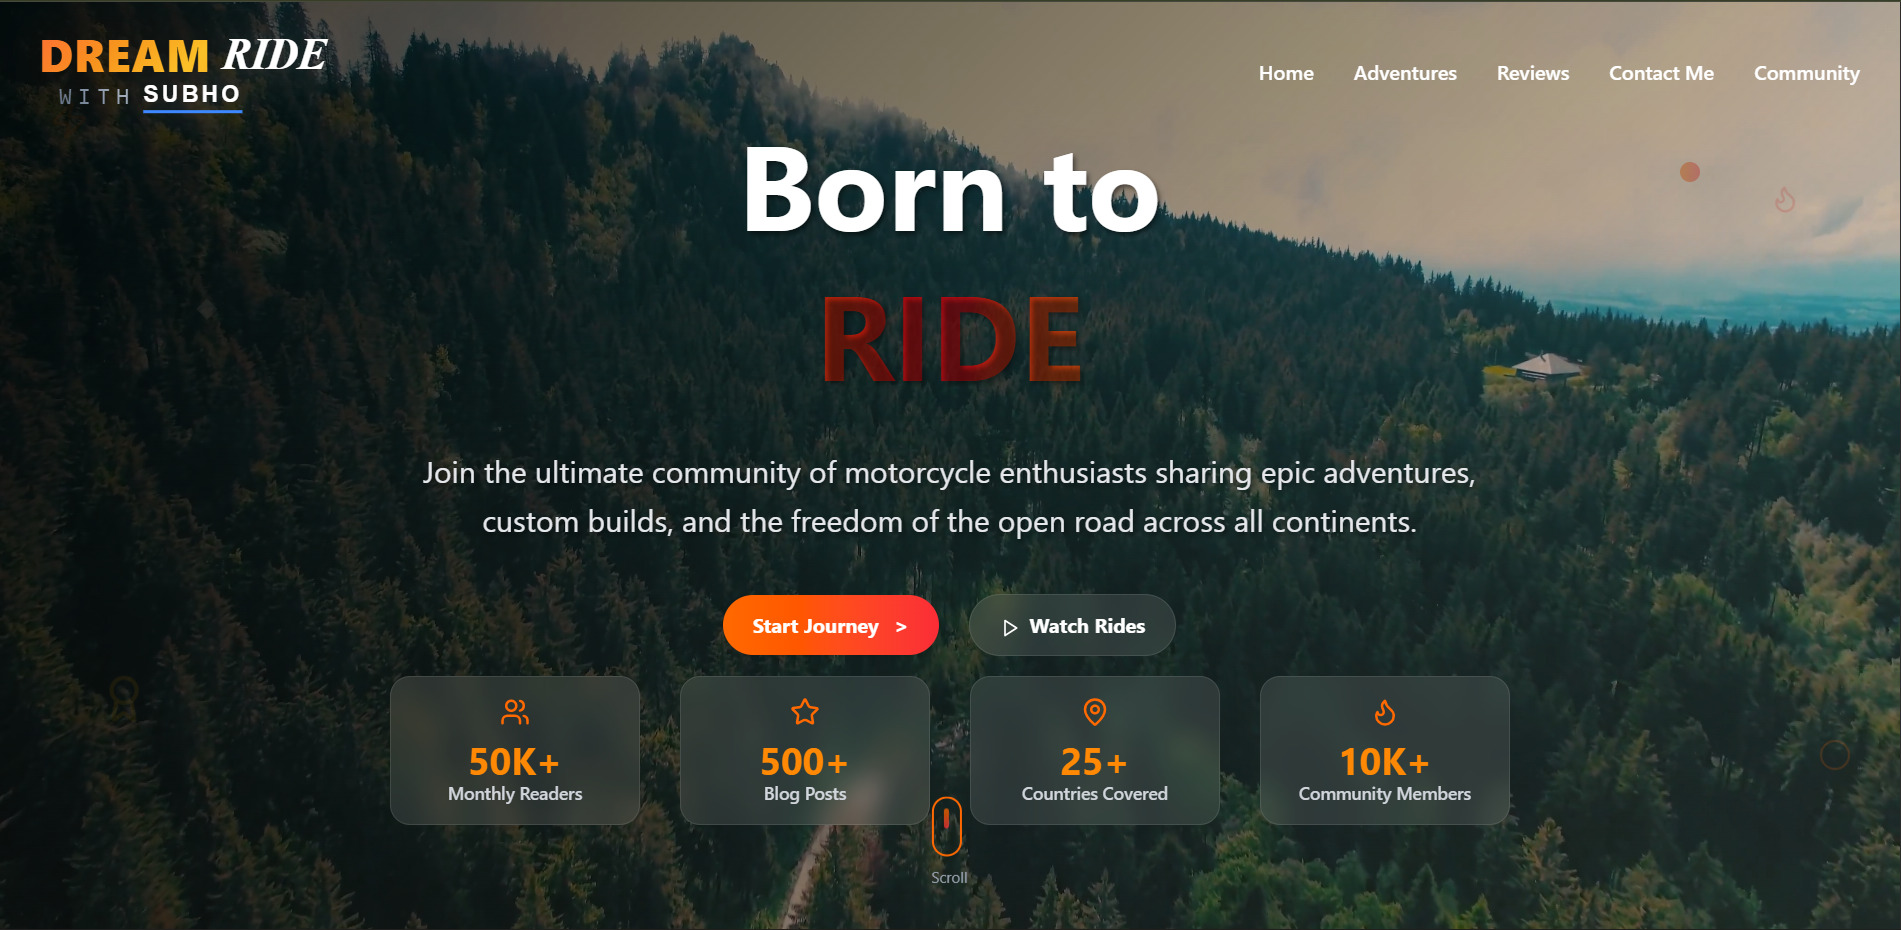 DREAM RIDE
WITH SUBHO
Home
Adventures
Reviews
Contact Me
Community
Born to
RIDE
Join the ultimate community of motorcycle enthusiasts sharing epic adventures,
custom builds, and the freedom of the open road across all continents.
Start Journey >
Watch Rides
50K+
Monthly Readers
500+
Blog Posts
25+
Countries Covered
10K+
Community Members
Scroll